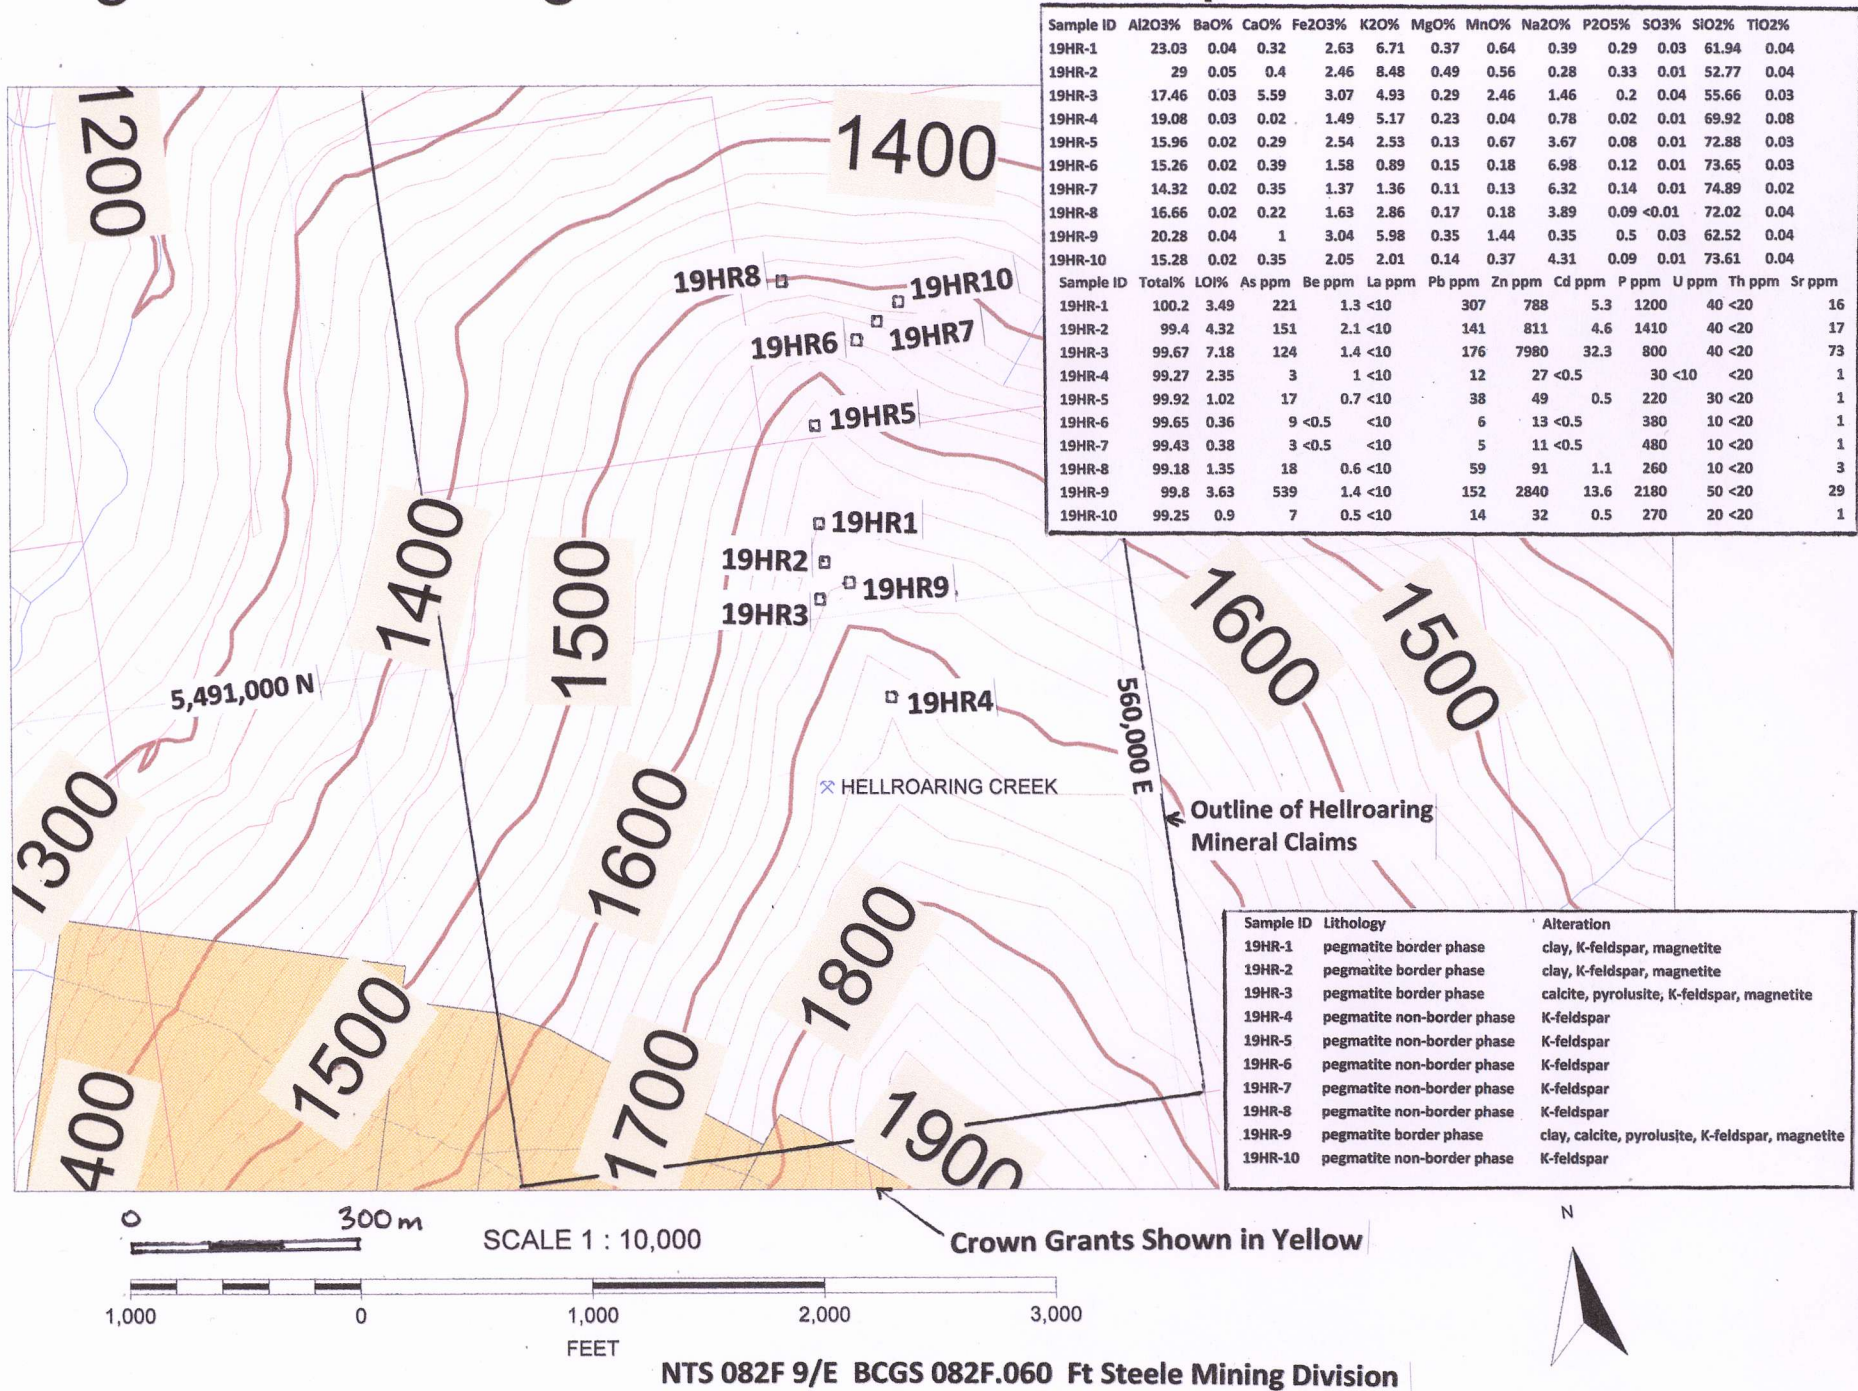 Sample ID Al2O3% BaO% CaO% Fe2O3% K2O% MgO% MnO% Na2O% P2O5% SO3% SiO2% TiO2%
19HR-1 23.03 0.04 0.32 2.63 6.71 0.37 0.64 0.39 0.29 0.03 61.94 0.04
19HR-2 29 0.05 0.4 2.46 8.48 0.49 0.56 0.28 0.33 0.01 52.77 0.04
19HR-3 17.46 0.03 5.59 3.07 4.93 0.29 2.46 1.46 0.2 0.04 55.66 0.03
19HR-4 19.08 0.03 0.02 1.49 5.17 0.23 0.04 0.78 0.02 0.01 69.92 0.08
19HR-5 15.96 0.02 0.29 2.54 2.53 0.13 0.67 3.67 0.08 0.01 72.88 0.03
19HR-6 15.26 0.02 0.39 1.58 0.89 0.15 0.18 6.98 0.12 0.01 73.65 0.03
19HR-7 14.32 0.02 0.35 1.37 1.36 0.11 0.13 6.32 0.14 0.01 74.89 0.02
19HR-8 16.66 0.02 0.22 1.63 2.86 0.17 0.18 3.89 0.09 <0.01 72.02 0.04
19HR-9 20.28 0.04 1 3.04 5.98 0.35 1.44 0.35 0.5 0.03 62.52 0.04
19HR-10 15.28 0.02 0.35 2.05 2.01 0.14 0.37 4.31 0.09 0.01 73.61 0.04
Sample ID Total% LOI% As ppm Be ppm La ppm Pb ppm Zn ppm Cd ppm P ppm U ppm Th ppm Sr ppm
19HR-1 100.2 3.49 221 1.3 <10 307 788 5.3 1200 40 <20 16
19HR-2 99.4 4.32 151 2.1 <10 141 811 4.6 1410 40 <20 17
19HR-3 99.67 7.18 124 1.4 <10 176 7980 32.3 800 40 <20 73
19HR-4 99.27 2.35 3 1 <10 12 27 <0.5 30 <10 <20 1
19HR-5 99.92 1.02 17 0.7 <10 38 49 0.5 220 30 <20 1
19HR-6 99.65 0.36 9 <0.5 <10 6 13 <0.5 380 10 <20 1
19HR-7 99.43 0.38 3 <0.5 <10 5 11 <0.5 480 10 <20 1
19HR-8 99.18 1.35 18 0.6 <10 59 91 1.1 260 10 <20 3
19HR-9 99.8 3.63 539 1.4 <10 152 2840 13.6 2180 50 <20 29
19HR-10 99.25 0.9 7 0.5 <10 14 32 0.5 270 20 <20 1
1200
1400
19HR8
19HR10
19HR6
19HR7
19HR5
1400
1500
19HR1
19HR2
19HR9
19HR3
1600
1500
5,491,000 N
19HR4
560,000 E
HELLROARING CREEK
1300
1600
Outline of Hellroaring
Mineral Claims
1800
1500
1700
400
1900
Sample ID Lithology Alteration
19HR-1 pegmatite border phase clay, K-feldspar, magnetite
19HR-2 pegmatite border phase clay, K-feldspar, magnetite
19HR-3 pegmatite border phase calcite, pyrolusite, K-feldspar, magnetite
19HR-4 pegmatite non-border phase K-feldspar
19HR-5 pegmatite non-border phase K-feldspar
19HR-6 pegmatite non-border phase K-feldspar
19HR-7 pegmatite non-border phase K-feldspar
19HR-8 pegmatite non-border phase K-feldspar
19HR-9 pegmatite border phase clay, calcite, pyrolusite, K-feldspar, magnetite
19HR-10 pegmatite non-border phase K-feldspar
0 300 m
SCALE 1 : 10,000
Crown Grants Shown in Yellow
N
1,000 0 1,000 2,000 3,000
FEET
NTS 082F 9/E BCGS 082F.060 Ft Steele Mining Division